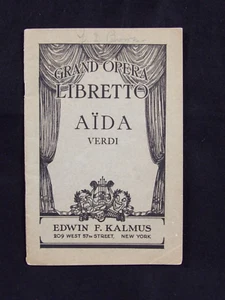 GRAND OPERA
LIBRETTO
AÏDA
VERDI
EDWIN F. KALMUS
209 WEST 57TH STREET, NEW YORK